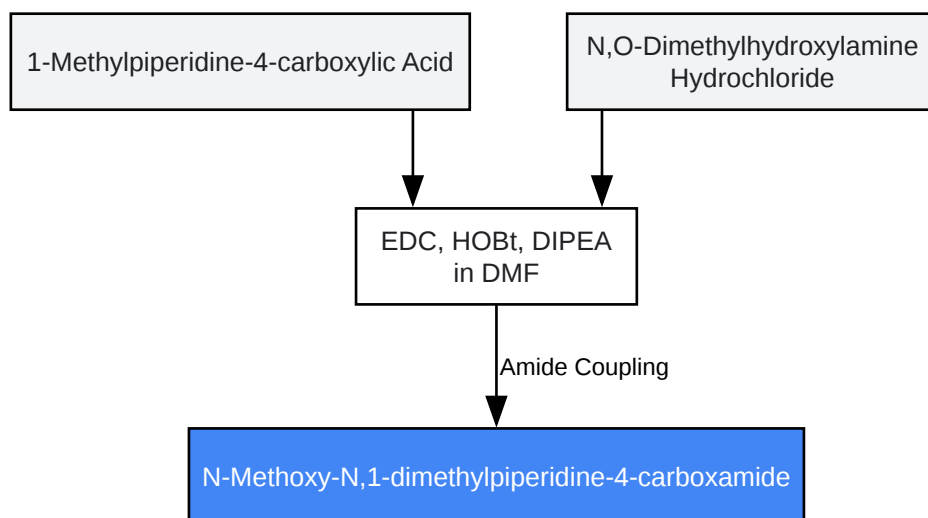 1-Methylpiperidine-4-carboxylic Acid
N,O-Dimethylhydroxylamine
Hydrochloride
EDC, HOBt, DIPEA
in DMF
Amide Coupling
N-Methoxy-N,1-dimethylpiperidine-4-carboxamide